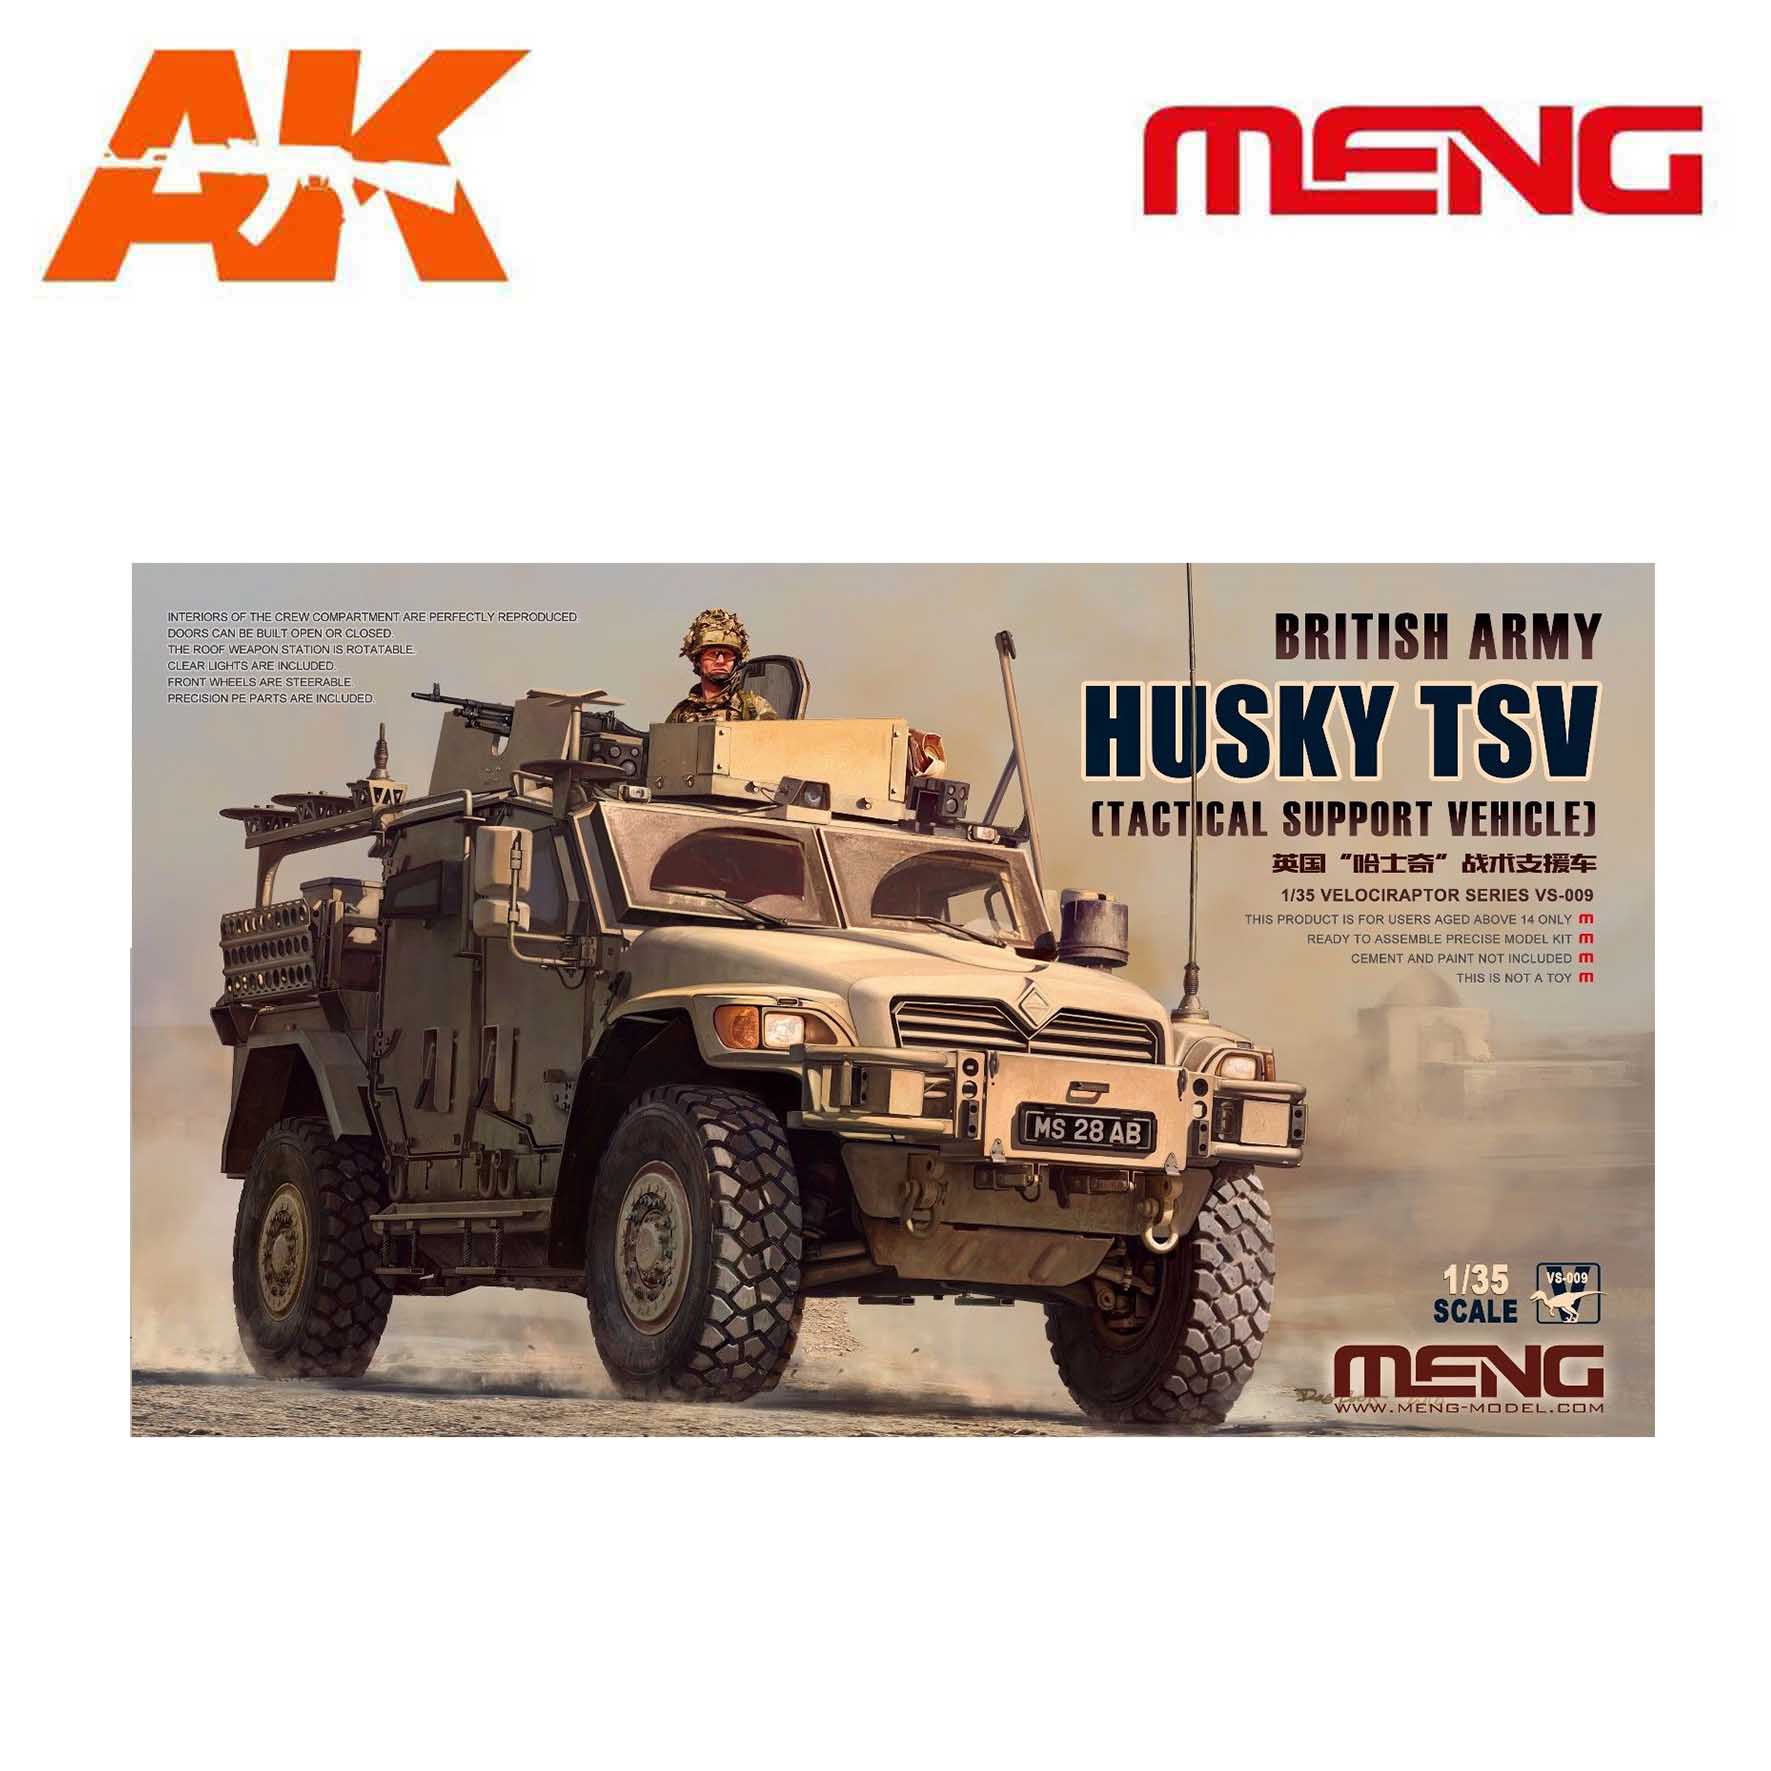 AK
MENG
INTERIORS OF THE CREW COMPARTMENT ARE PERFECTLY REPRODUCED.
DOORS CAN BE BUILT OPEN OR CLOSED.
THE ROOF WEAPON STATION IS ROTATABLE.
CLEAR LIGHTS ARE INCLUDED.
FRONT WHEELS ARE STEERABLE.
PRECISION PE PARTS ARE INCLUDED.
BRITISH ARMY
HUSKY TSV
(TACTICAL SUPPORT VEHICLE)
英国“哈士奇”战术支援车
1/35 VELOCIRAPTOR SERIES VS-009
THIS PRODUCT IS FOR USERS AGED ABOVE 14 ONLY
READY TO ASSEMBLE PRECISE MODEL KIT
CEMENT AND PAINT NOT INCLUDED
THIS IS NOT A TOY
MS 28 AB
1/35
SCALE
VS-009
MENG
WWW.MENG-MODEL.COM